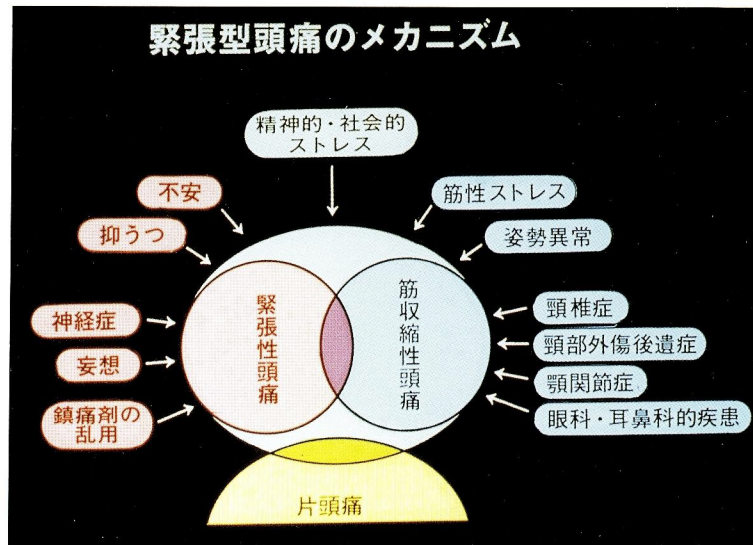 緊張型頭痛のメカニズム
精神的・社会的
ストレス
不安
抑うつ
神経症
妄想
鎮痛剤の
乱用
筋性ストレス
姿勢異常
頸椎症
頸部外傷後遺症
顎関節症
眼科・耳鼻科的疾患
緊張性頭痛
筋収縮性頭痛
片頭痛